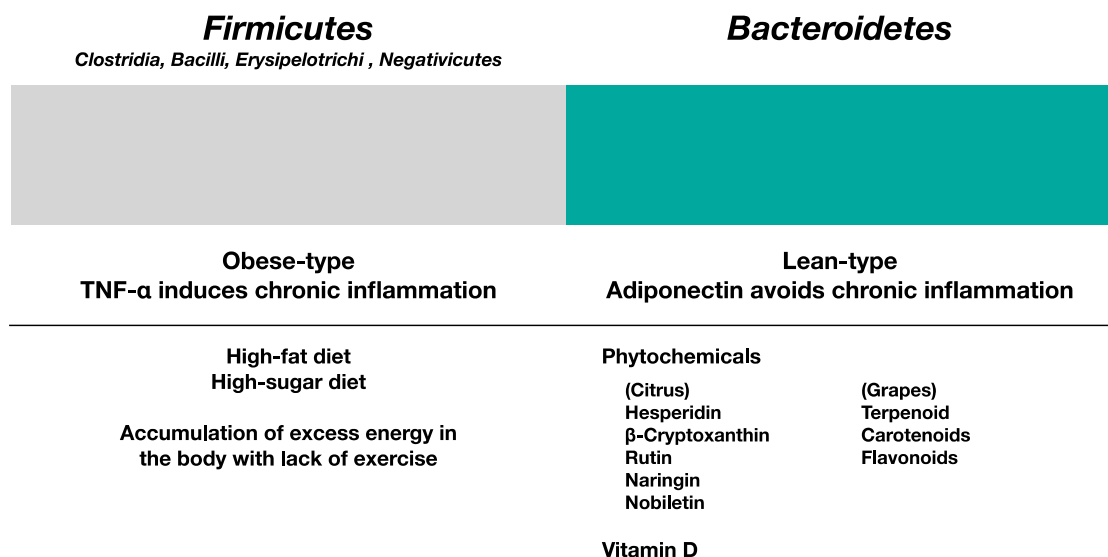 Firmicutes
Clostridia, Bacilli, Erysipelotrichi , Negativicutes
Bacteroidetes
Obese-type
TNF-α induces chronic inflammation
Lean-type
Adiponectin avoids chronic inflammation
High-fat diet
High-sugar diet
Accumulation of excess energy in
the body with lack of exercise
Phytochemicals
(Citrus)
Hesperidin
β-Cryptoxanthin
Rutin
Naringin
Nobiletin
(Grapes)
Terpenoid
Carotenoids
Flavonoids
Vitamin D